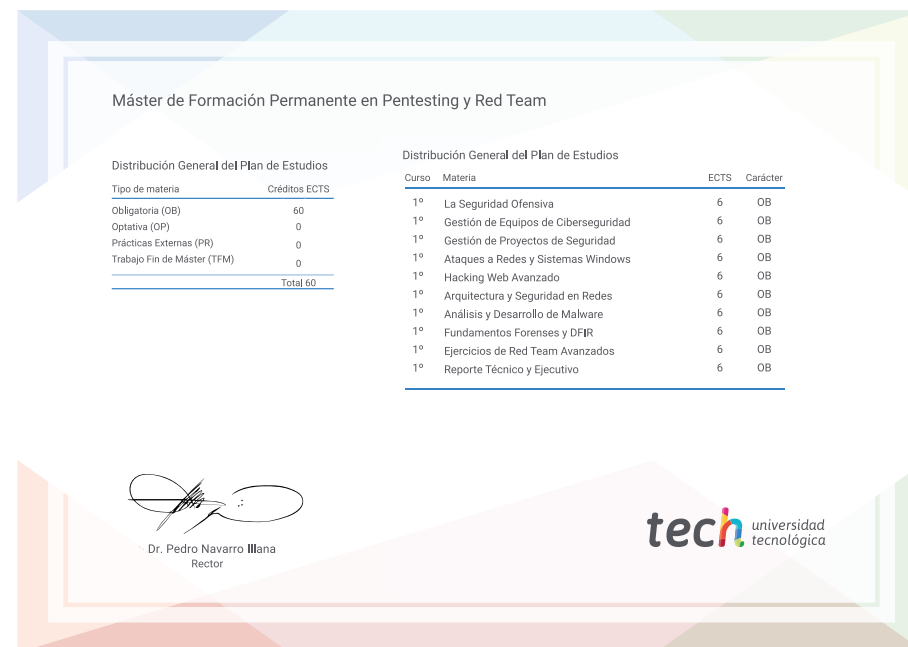 Máster de Formación Permanente en Pentesting y Red Team
Distribución General del Plan de Estudios
Tipo de materia Créditos ECTS
Obligatoria (OB) 60
Optativa (OP) 0
Prácticas Externas (PR) 0
Trabajo Fin de Máster (TFM) 0
Total 60
Distribución General del Plan de Estudios
Curso Materia ECTS Carácter
1º La Seguridad Ofensiva 6 OB
1º Gestión de Equipos de Ciberseguridad 6 OB
1º Gestión de Proyectos de Seguridad 6 OB
1º Ataques a Redes y Sistemas Windows 6 OB
1º Hacking Web Avanzado 6 OB
1º Arquitectura y Seguridad en Redes 6 OB
1º Análisis y Desarrollo de Malware 6 OB
1º Fundamentos Forenses y DFIR 6 OB
1º Ejercicios de Red Team Avanzados 6 OB
1º Reporte Técnico y Ejecutivo 6 OB
Dr. Pedro Navarro Illana
Rector
tech universidad
tecnológica